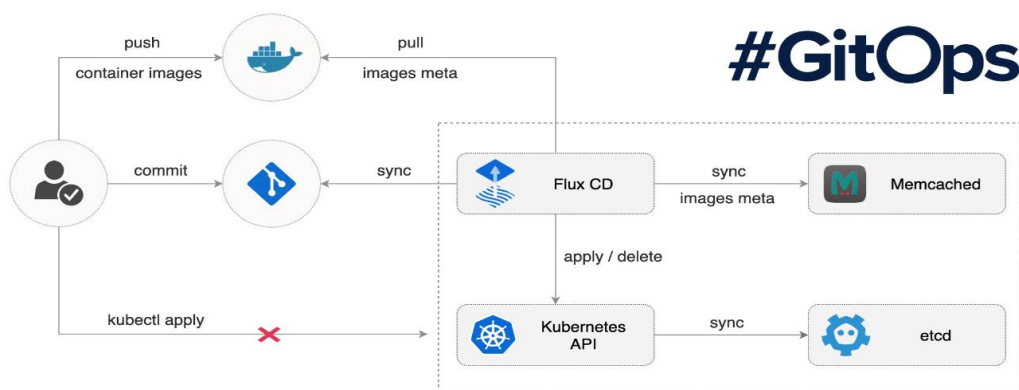 #GitOps
push
container images
pull
images meta
commit
sync
Flux CD
sync
images meta
Memcached
apply / delete
kubectl apply
Kubernetes
API
sync
etcd